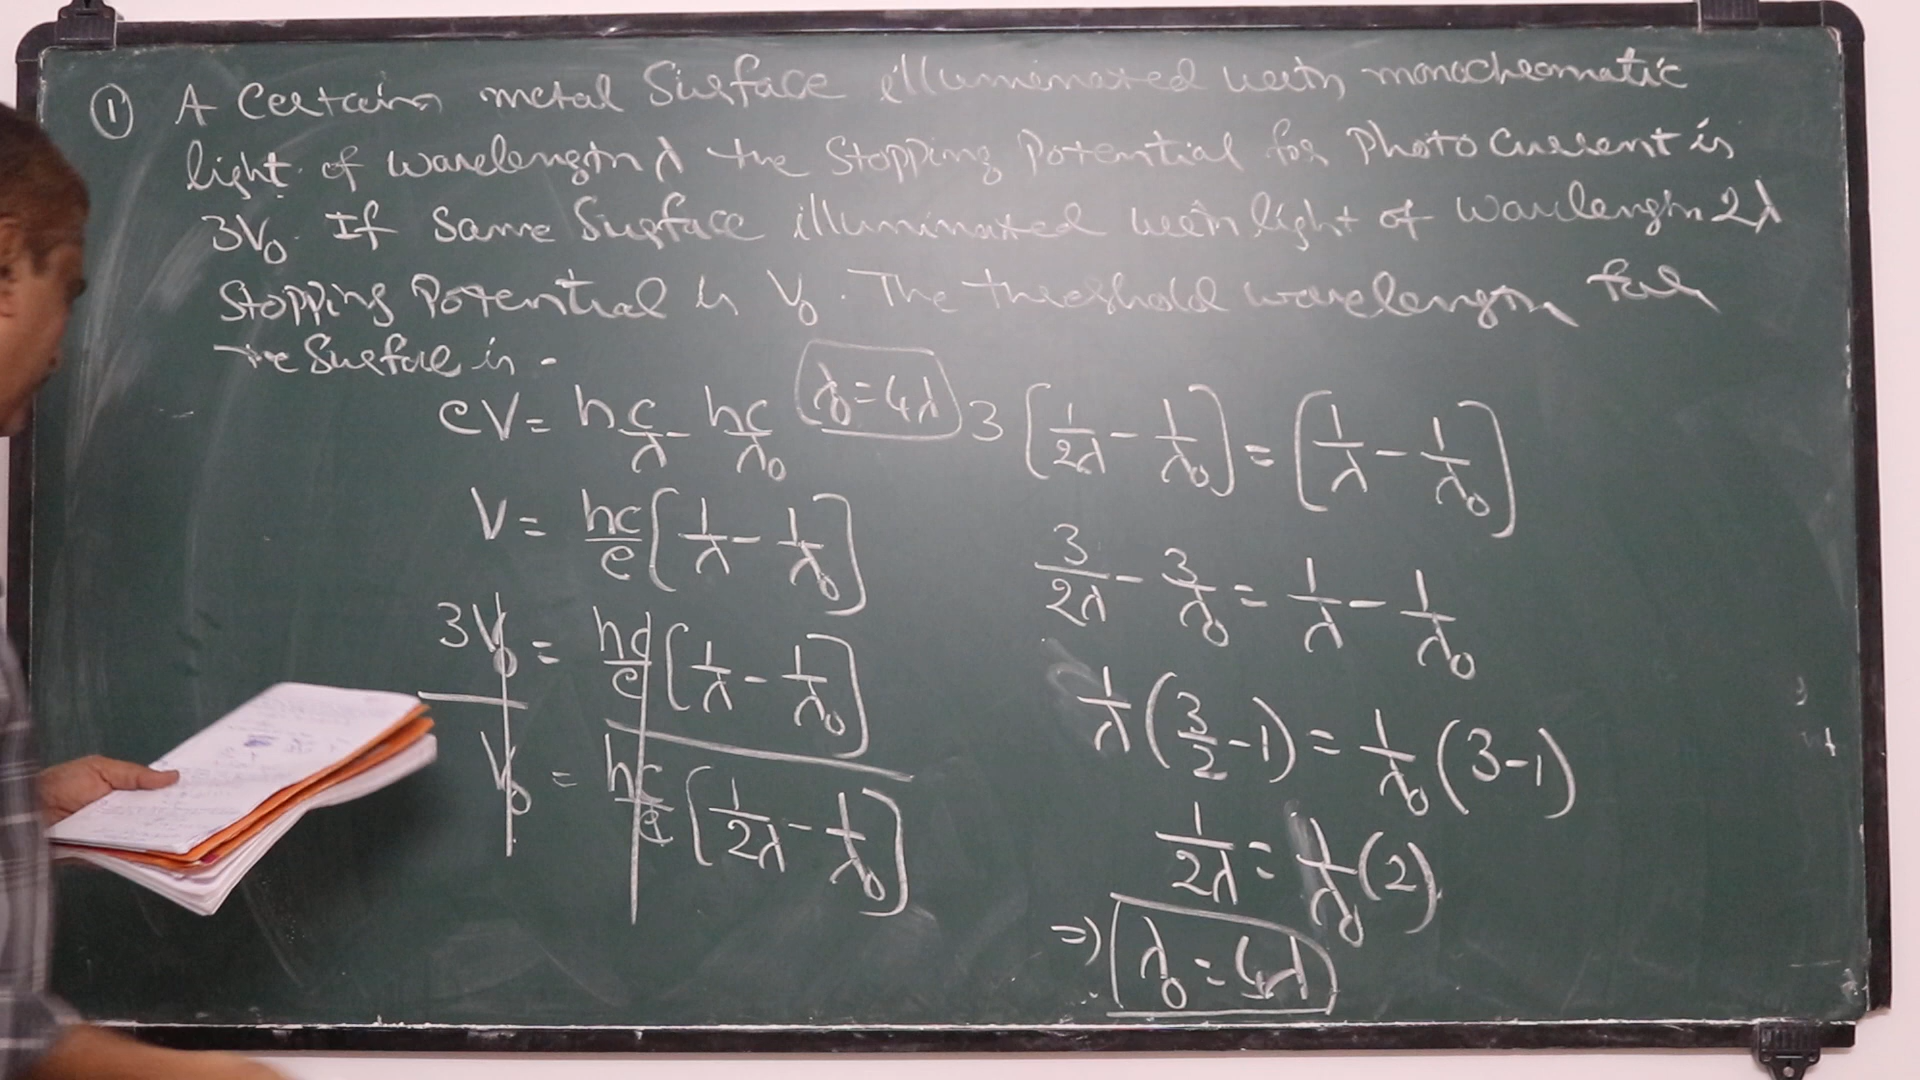 ① A Certain metal Surface illuminated with monochromatic
light of wavelength λ the Stopping Potential for Photo Current is
3V₀. If Same Surface illuminated with light of wavelength 2λ
Stopping Potential is V₀. The threshold wavelength for
the Surface is -
λ₀ = 4λ
eV = hc/λ - hc/λ₀
V = hc/e [1/λ - 1/λ₀]
3V₀ = hc/e [1/λ - 1/λ₀]
V₀ = hc/e [1/2λ - 1/λ₀]
3 [1/2λ - 1/λ₀] = [1/λ - 1/λ₀]
3/2λ - 3/λ₀ = 1/λ - 1/λ₀
1/λ (3/2 - 1) = 1/λ₀ (3-1)
1/2λ = 1/λ₀ (2)
⇒ λ₀ = 4λ